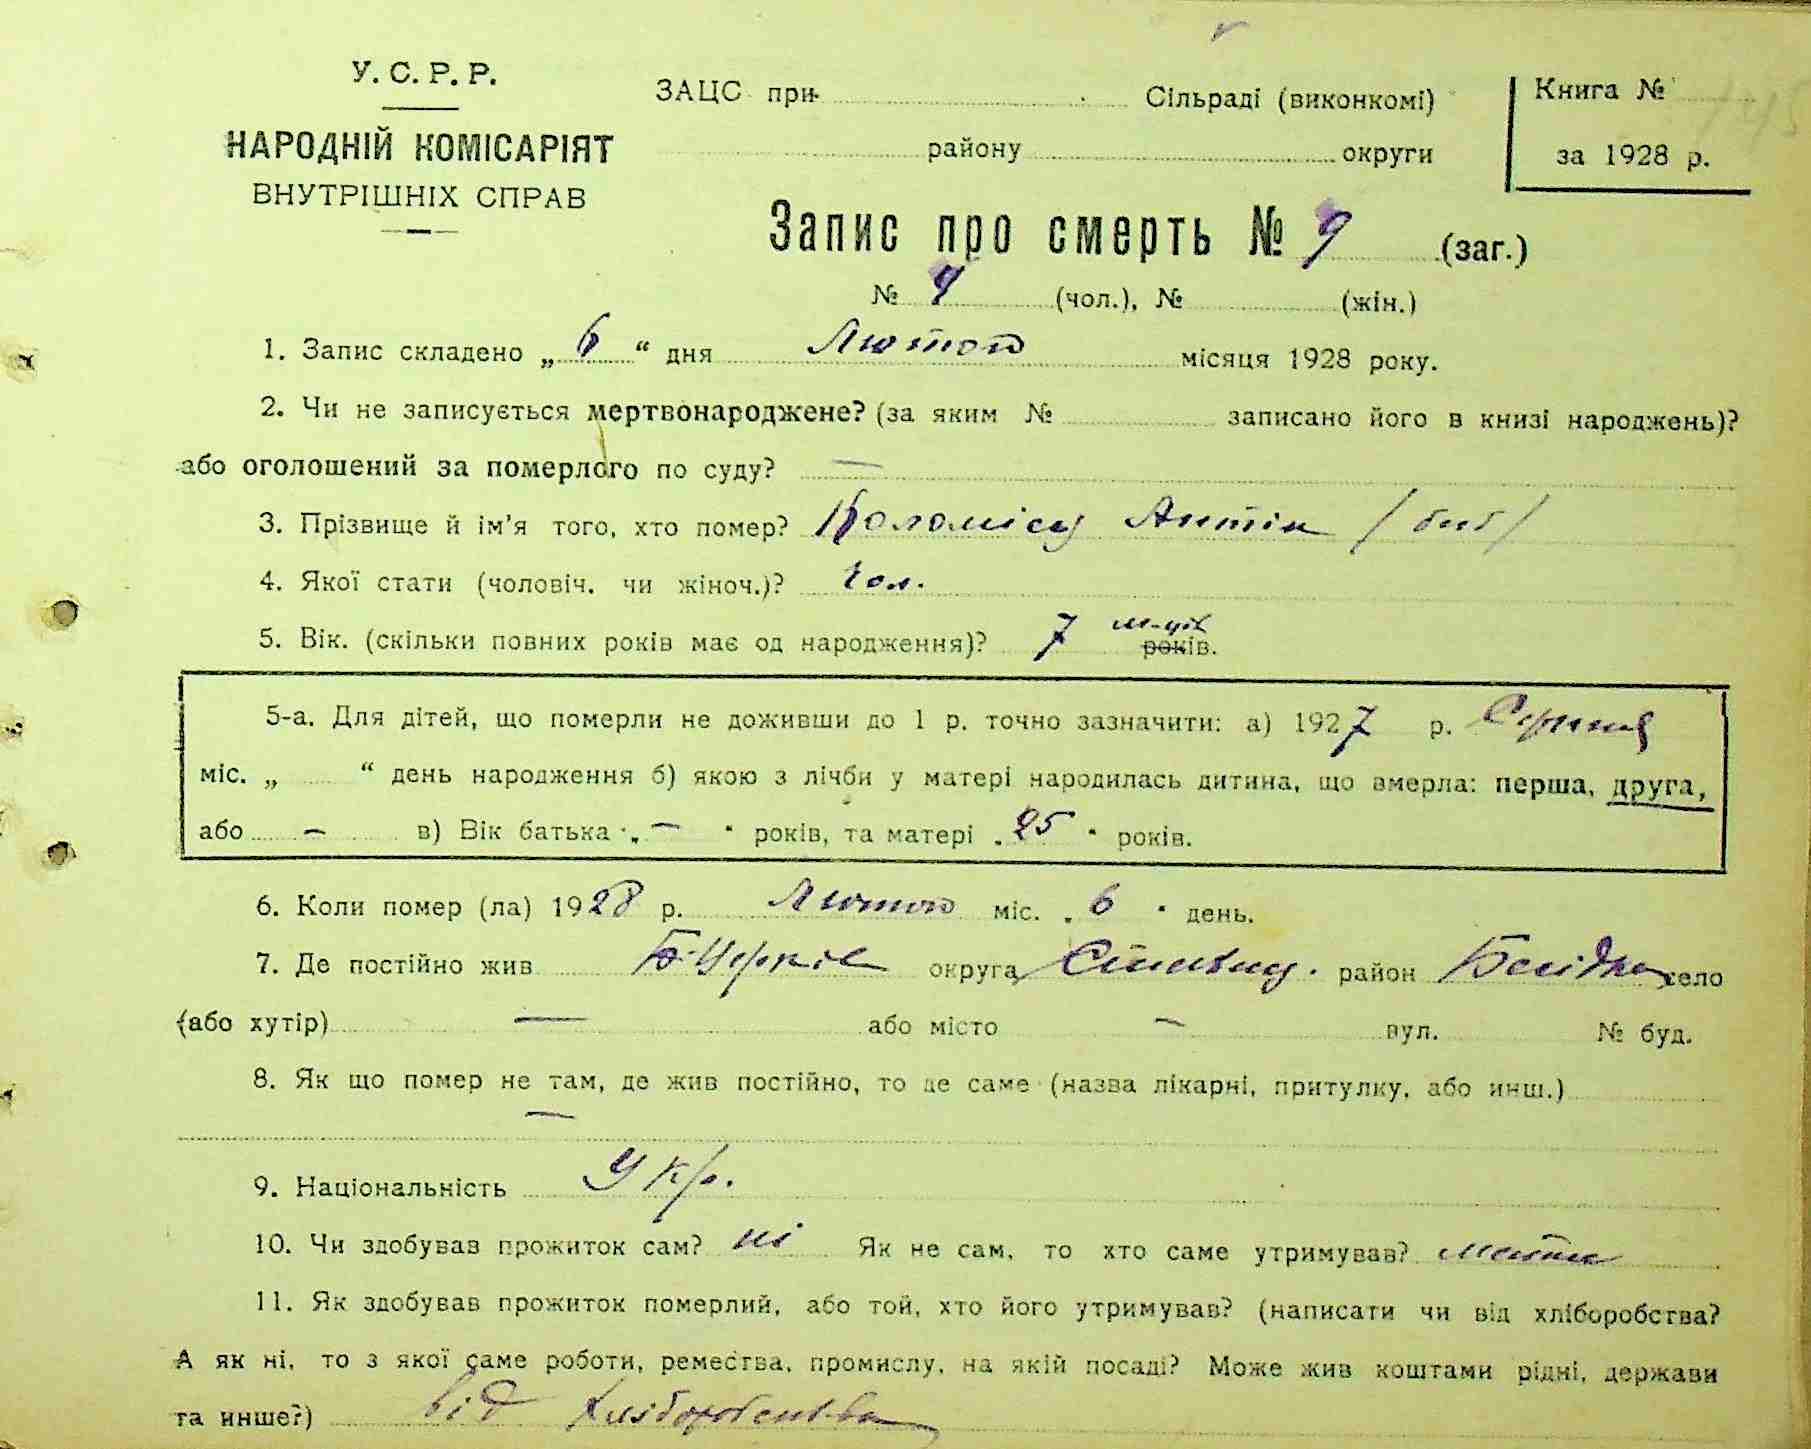 У. С. Р. Р.
НАРОДНІЙ КОМІСАРІЯТ
ВНУТРІШНІХ СПРАВ
ЗАЦС при Сільраді (виконкомі)
району округи
Книга №
за 1928 р.
Запис про смерть № 9 (заг.)
№ (чол.), № (жін.)
1. Запис складено „ 6 “ дня Лютого місяця 1928 року.
2. Чи не записується мертвонароджене? (за яким № записано його в книзі народжень)?
або оголошений за померлого по суду? —
3. Прізвище й ім’я того, хто помер? Коломієць Антін
4. Якої стати (чоловіч. чи жіноч.)? Чол.
5. Вік. (скільки повних років має од народження)? 7 м-ців років.
5-а. Для дітей, що померли не доживши до 1 р. точно зазначити: а) 1927 р. Серпня
міс. „ “ день народження б) якою з лічби у матері народилась дитина, що вмерла: перша, друга,
або — в) Вік батька „ — “ років, та матері „ 25 “ років.
6. Коли помер (ла) 1928 р. Лютого міс. „ 6 “ день.
7. Де постійно жив Б-Церків округа, район село
(або хутір) — або місто — вул. № буд.
8. Як що помер не там, де жив постійно, то де саме (назва лікарні, притулку, або инш.)
—
9. Національність Укр.
10. Чи здобував прожиток сам? ні Як не сам, то хто саме утримував? мати
11. Як здобував прожиток померлий, або той, хто його утримував? (написати чи від хліборобства?
А як ні, то з якої саме роботи, ремества, промислу, на якій посаді? Може жив коштами рідні, держави
та инше?) від хліборобства